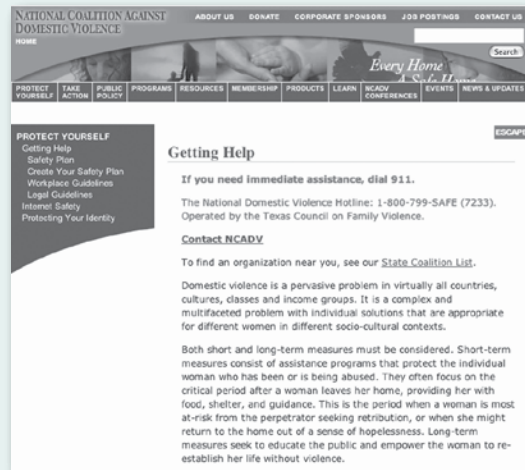 NATIONAL COALITION AGAINST
DOMESTIC VIOLENCE
HOME
ABOUT US DONATE CORPORATE SPONSORS JOB POSTINGS CONTACT US
Search
Every Home
A Safe Home
PROTECT YOURSELF TAKE ACTION PUBLIC POLICY PROGRAMS RESOURCES MEMBERSHIP PRODUCTS LEARN NCADV CONFERENCES EVENTS NEWS & UPDATES
ESCAPE
PROTECT YOURSELF
Getting Help
Safety Plan
Create Your Safety Plan
Workplace Guidelines
Legal Guidelines
Internet Safety
Protecting Your Identity
Getting Help
If you need immediate assistance, dial 911.
The National Domestic Violence Hotline: 1-800-799-SAFE (7233).
Operated by the Texas Council on Family Violence.
Contact NCADV
To find an organization near you, see our State Coalition List.
Domestic violence is a pervasive problem in virtually all countries,
cultures, classes and income groups. It is a complex and
multifaceted problem with individual solutions that are appropriate
for different women in different socio-cultural contexts.
Both short and long-term measures must be considered. Short-term
measures consist of assistance programs that protect the individual
woman who has been or is being abused. They often focus on the
critical period after a woman leaves her home, providing her with
food, shelter, and guidance. This is the period when a woman is most
at-risk from the perpetrator seeking retribution, or when she might
return to the home out of a sense of hopelessness. Long-term
measures seek to educate the public and empower the woman to re-
establish her life without violence.